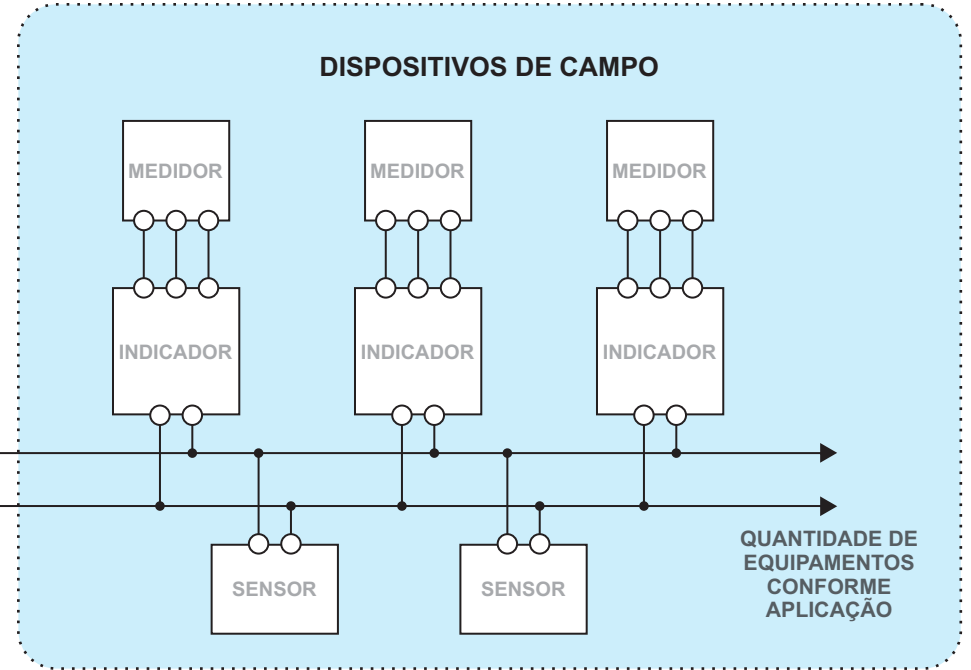 DISPOSITIVOS DE CAMPO
MEDIDOR
MEDIDOR
MEDIDOR
INDICADOR
INDICADOR
INDICADOR
SENSOR
SENSOR
QUANTIDADE DE
EQUIPAMENTOS
CONFORME
APLICAÇÃO